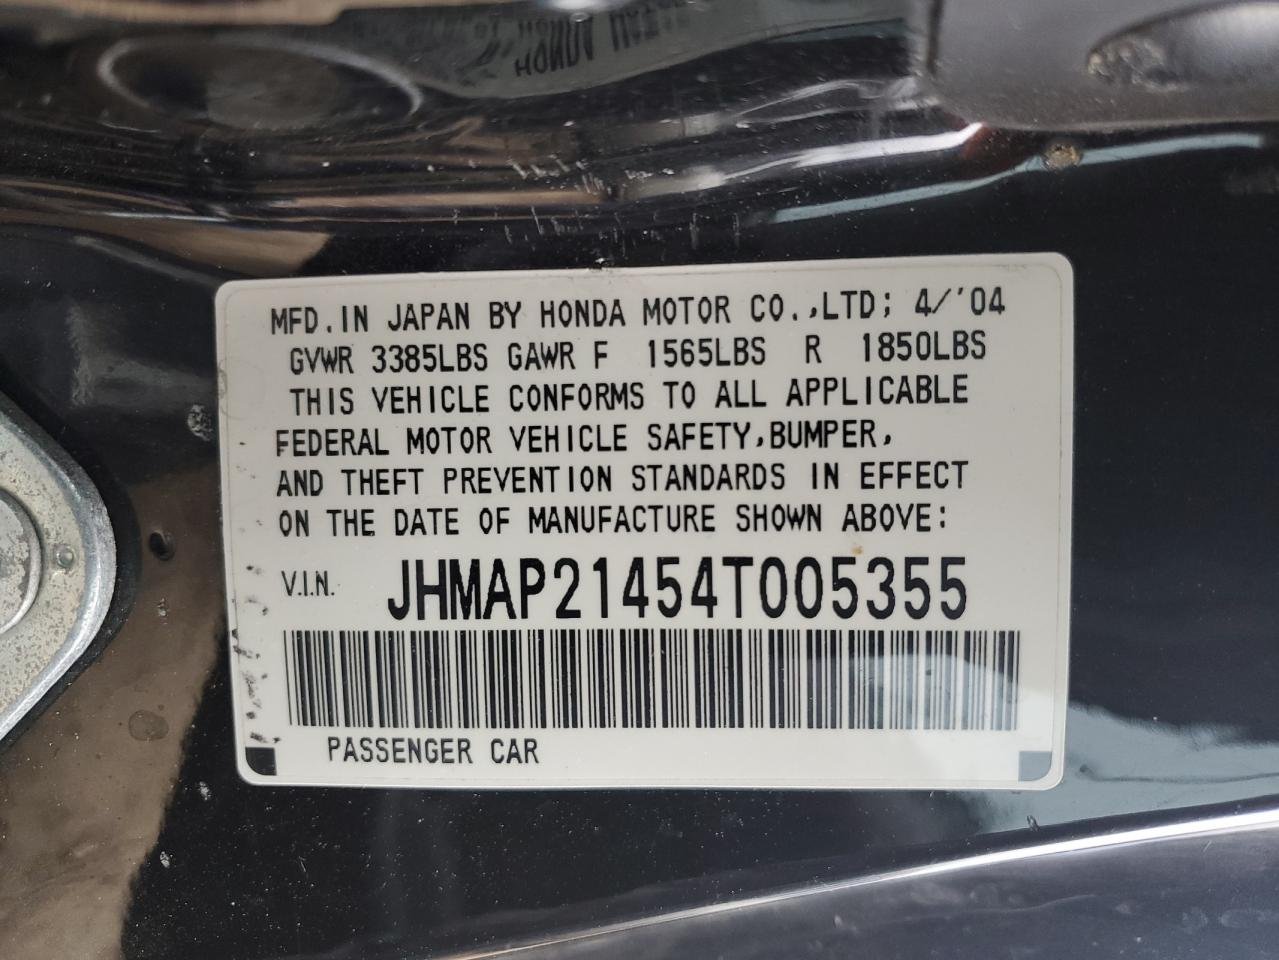 MFD. IN JAPAN BY HONDA MOTOR CO.,LTD; 4/'04
GVWR 3385LBS GAWR F 1565LBS R 1850LBS
THIS VEHICLE CONFORMS TO ALL APPLICABLE
FEDERAL MOTOR VEHICLE SAFETY,BUMPER,
AND THEFT PREVENTION STANDARDS IN EFFECT
ON THE DATE OF MANUFACTURE SHOWN ABOVE:
V.I.N. JHMAP21454T005355
PASSENGER CAR